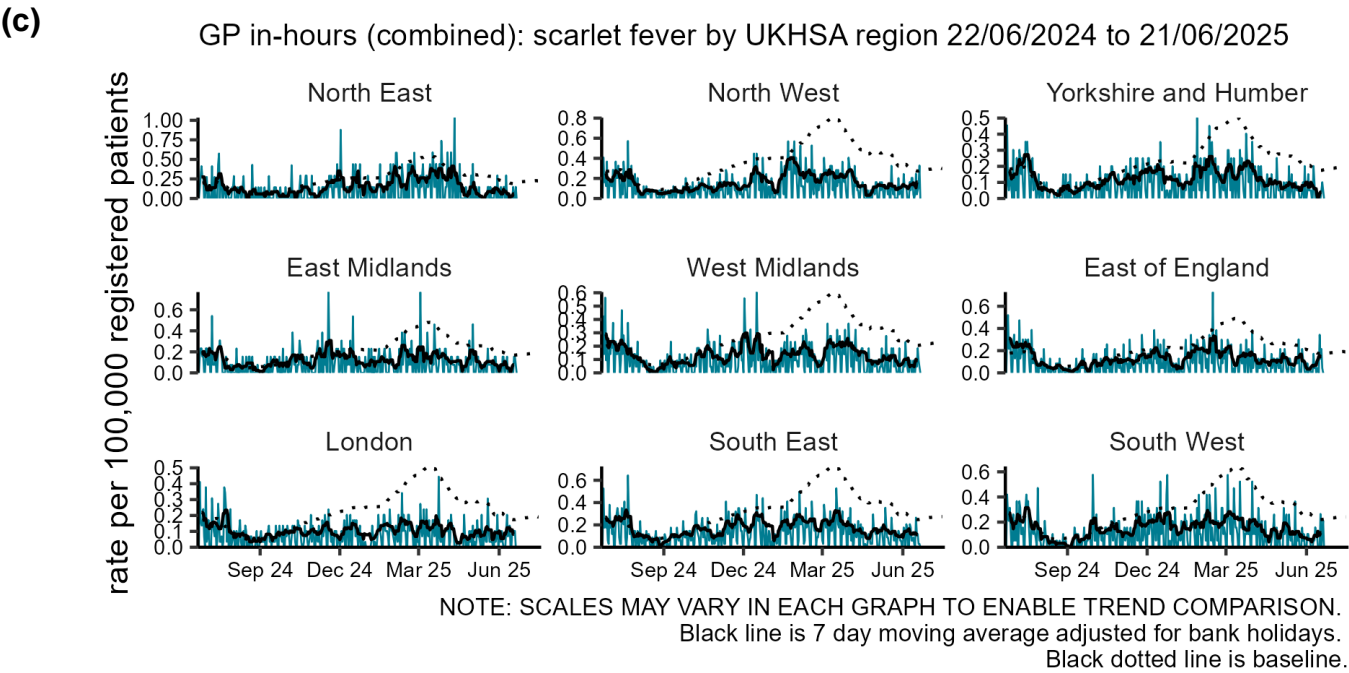 (c)
GP in-hours (combined): scarlet fever by UKHSA region 22/06/2024 to 21/06/2025
rate per 100,000 registered patients
North East
1.00
0.75
0.50
0.25
0.00
North West
0.8
0.6
0.4
0.2
0.0
Yorkshire and Humber
0.5
0.4
0.3
0.2
0.1
0.0
East Midlands
0.6
0.4
0.2
0.0
West Midlands
0.6
0.5
0.4
0.3
0.2
0.1
0.0
East of England
0.6
0.4
0.2
0.0
London
0.5
0.4
0.3
0.2
0.1
0.0
Sep 24 Dec 24 Mar 25 Jun 25
South East
0.6
0.4
0.2
0.0
Sep 24 Dec 24 Mar 25 Jun 25
South West
0.6
0.4
0.2
0.0
Sep 24 Dec 24 Mar 25 Jun 25
NOTE: SCALES MAY VARY IN EACH GRAPH TO ENABLE TREND COMPARISON.
Black line is 7 day moving average adjusted for bank holidays.
Black dotted line is baseline.